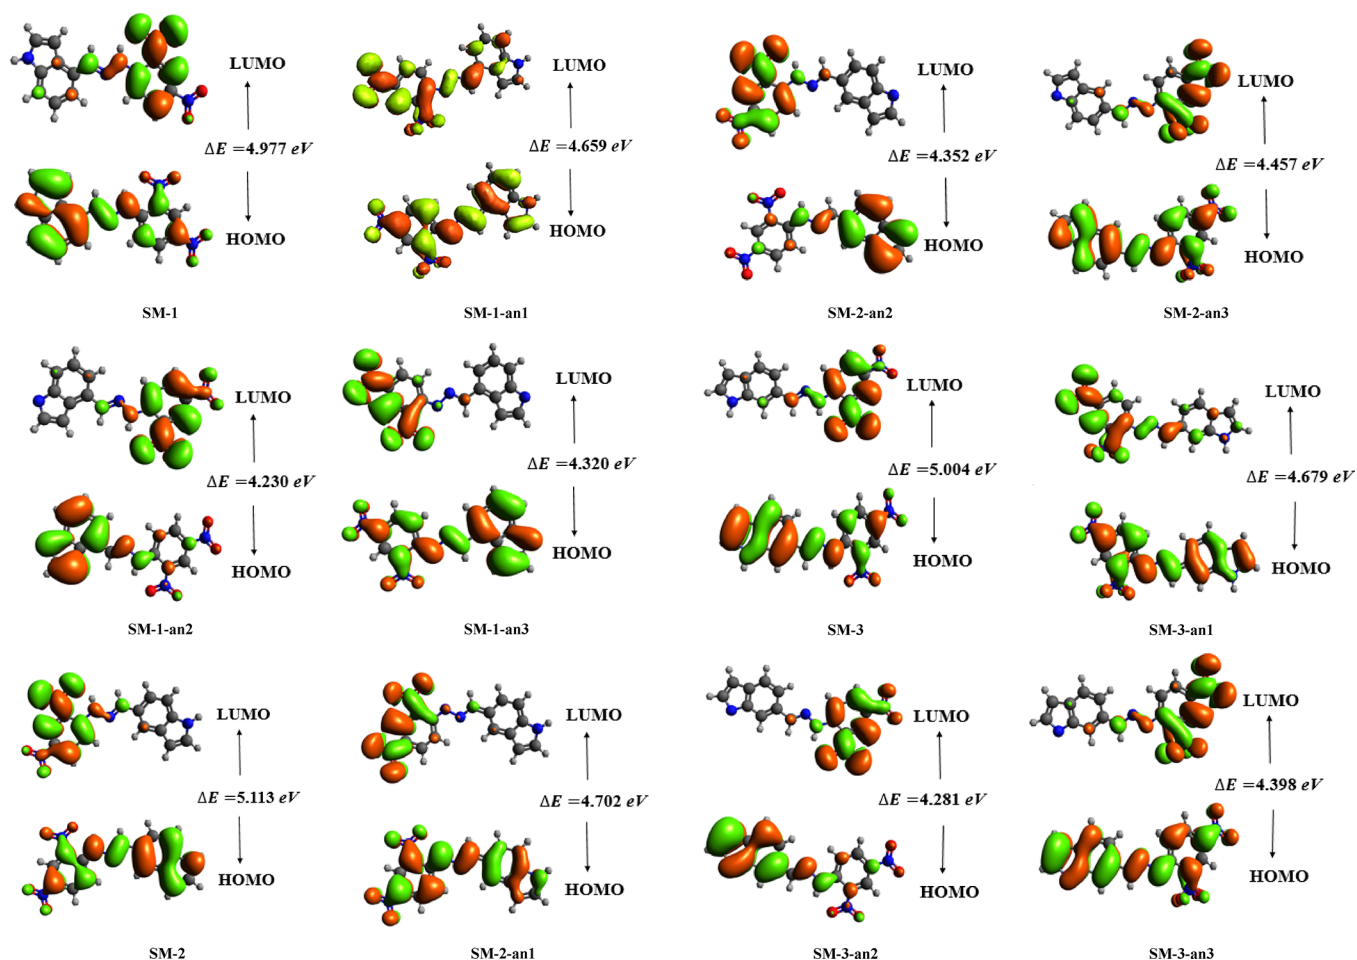 LUMO
ΔE =4.977 eV
HOMO
SM-1
LUMO
ΔE =4.659 eV
HOMO
SM-1-an1
LUMO
ΔE =4.352 eV
HOMO
SM-2-an2
LUMO
ΔE =4.457 eV
HOMO
SM-2-an3
LUMO
ΔE =4.230 eV
HOMO
SM-1-an2
LUMO
ΔE =4.320 eV
HOMO
SM-1-an3
LUMO
ΔE =5.004 eV
HOMO
SM-3
LUMO
ΔE =4.679 eV
HOMO
SM-3-an1
LUMO
ΔE =5.113 eV
HOMO
SM-2
LUMO
ΔE =4.702 eV
HOMO
SM-2-an1
LUMO
ΔE =4.281 eV
HOMO
SM-3-an2
LUMO
ΔE =4.398 eV
HOMO
SM-3-an3